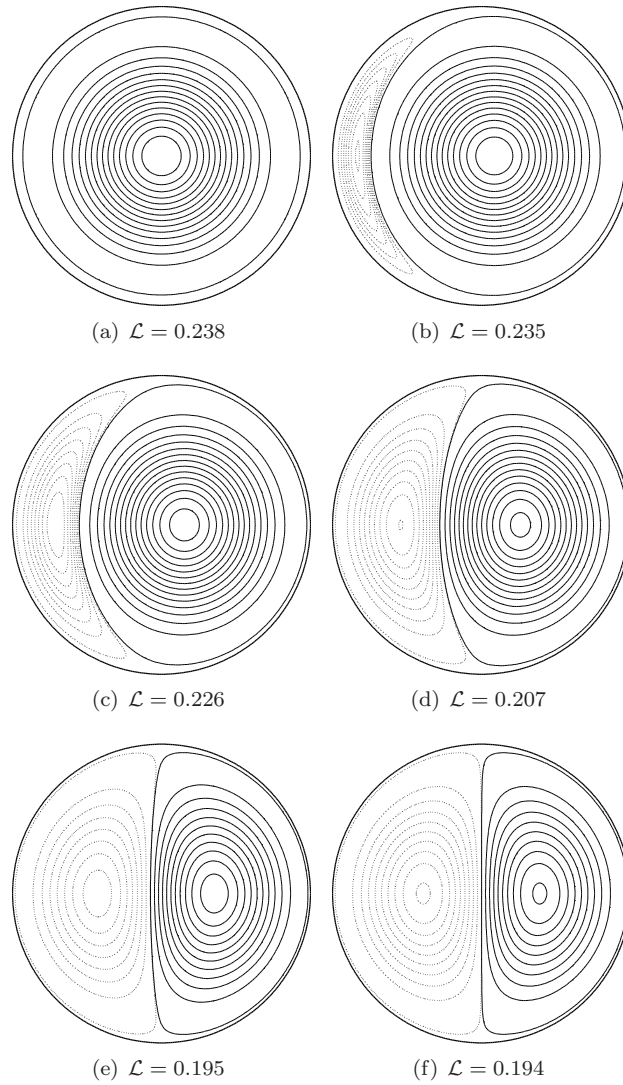 (a) ℒ = 0.238
(b) ℒ = 0.235
(c) ℒ = 0.226
(d) ℒ = 0.207
(e) ℒ = 0.195
(f) ℒ = 0.194